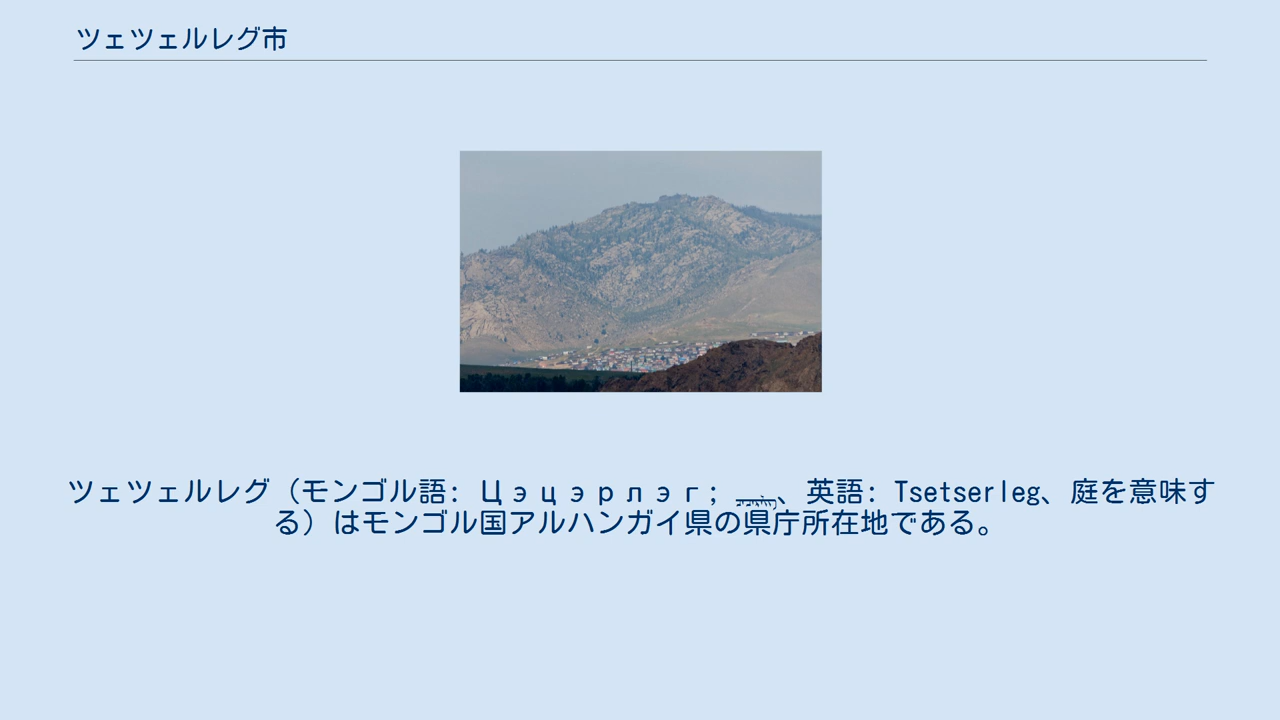 ツェツェルレグ市
ツェツェルレグ（モンゴル語: Цэцэрлэг; 、英語: Tsetserleg、庭を意味す
る）はモンゴル国アルハンガイ県の県庁所在地である。